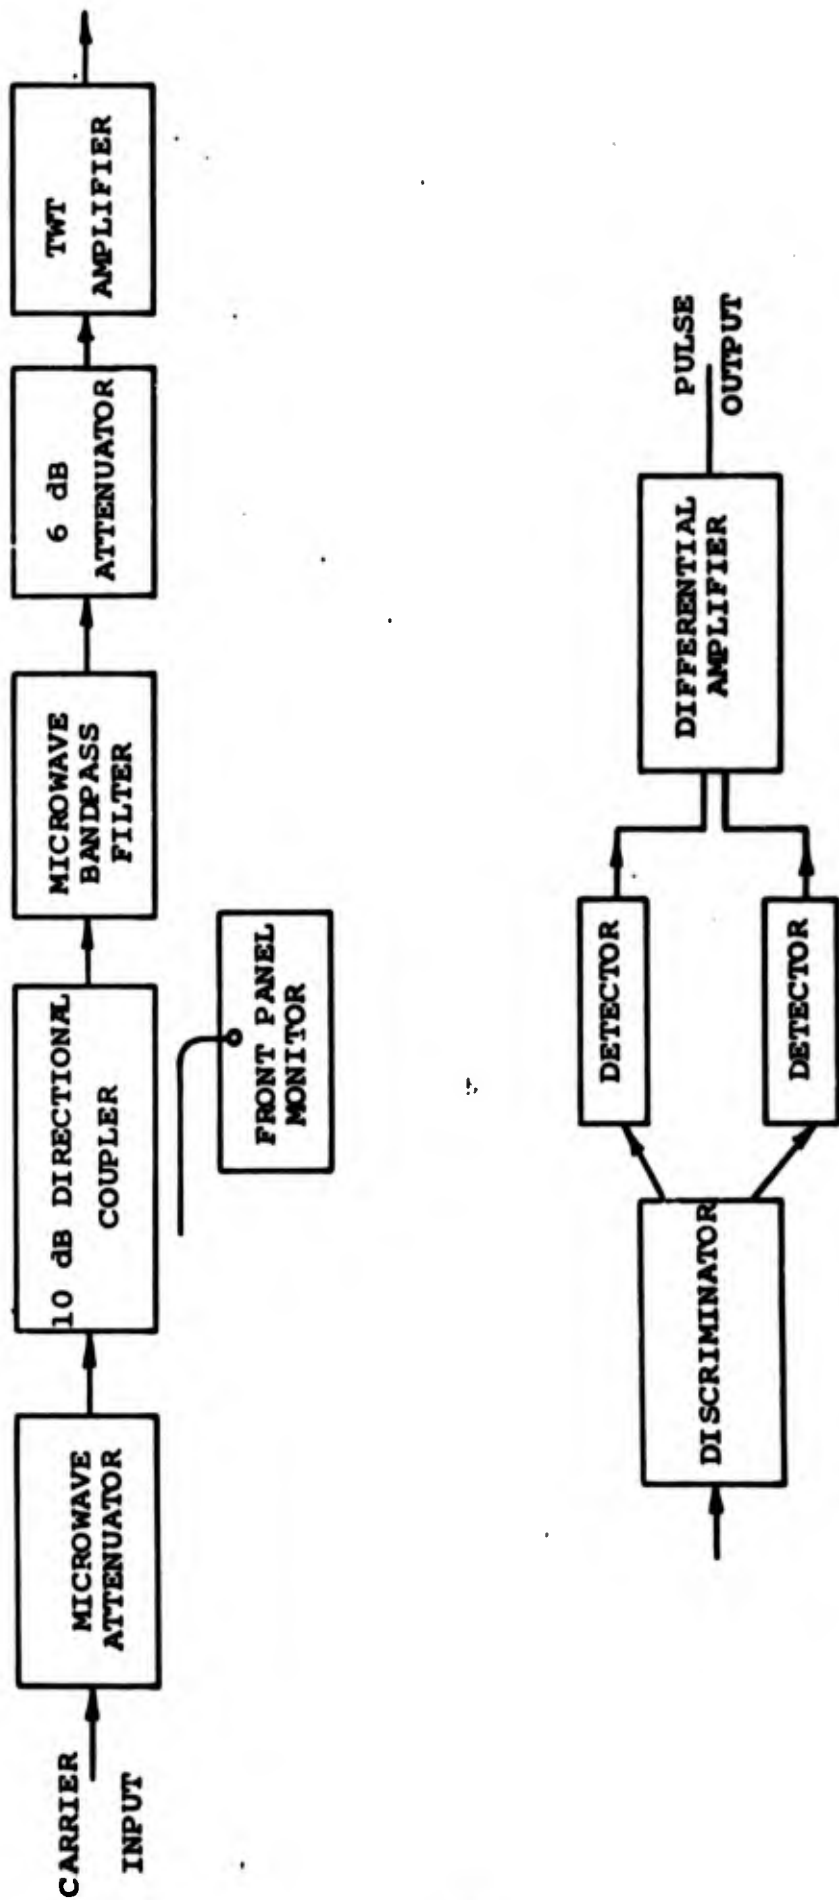 CARRIER
INPUT
MICROWAVE
ATTENUATOR
10 dB DIRECTIONAL
COUPLER
MICROWAVE
BANDPASS
FILTER
6 dB
ATTENUATOR
TWT
AMPLIFIER
FRONT PANEL
MONITOR
DISCRIMINATOR
DETECTOR
DETECTOR
DIFFERENTIAL
AMPLIFIER
PULSE
OUTPUT